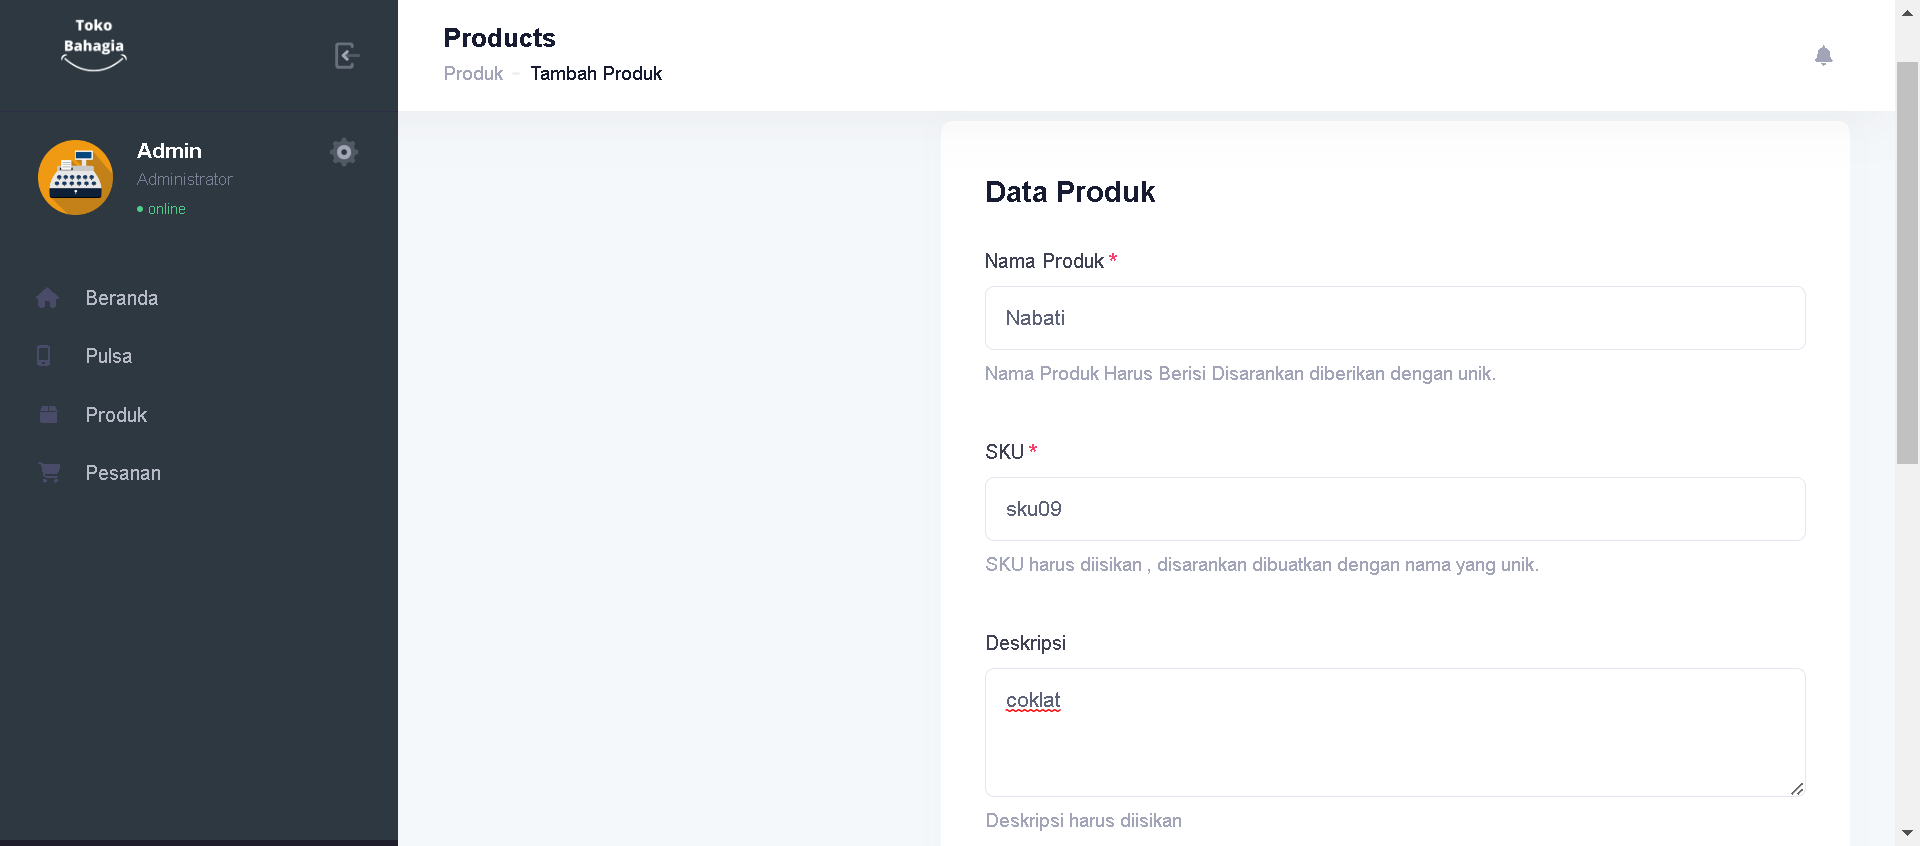 Toko
Bahagia
Admin
Administrator
online
Beranda
Pulsa
Produk
Pesanan
Products
Produk - Tambah Produk
Data Produk
Nama Produk *
Nabati
Nama Produk Harus Berisi Disarankan diberikan dengan unik.
SKU *
sku09
SKU harus diisikan , disarankan dibuatkan dengan nama yang unik.
Deskripsi
coklat
Deskripsi harus diisikan